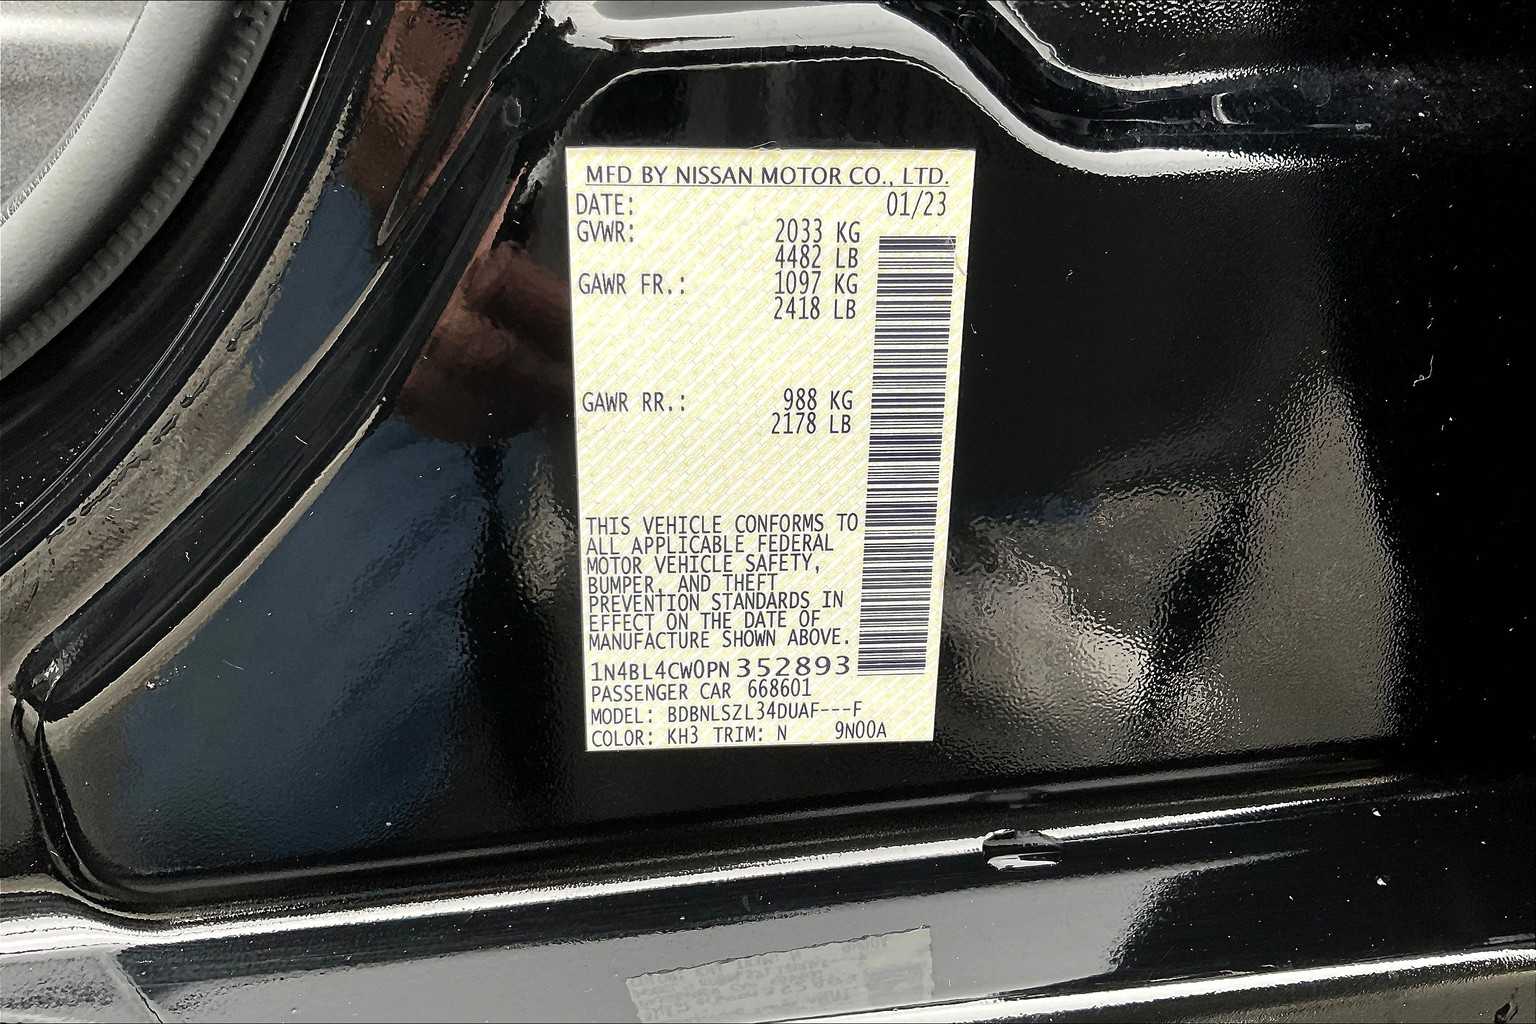 MFD BY NISSAN MOTOR CO., LTD.
DATE: 01/23
GVWR: 2033 KG
4482 LB
GAWR FR.: 1097 KG
2418 LB
GAWR RR.: 988 KG
2178 LB
THIS VEHICLE CONFORMS TO
ALL APPLICABLE FEDERAL
MOTOR VEHICLE SAFETY,
BUMPER, AND THEFT
PREVENTION STANDARDS IN
EFFECT ON THE DATE OF
MANUFACTURE SHOWN ABOVE.
1N4BL4CW0PN352893
PASSENGER CAR 668601
MODEL: BDBNLSZL34DUAF---F
COLOR: KH3 TRIM: N 9N00A